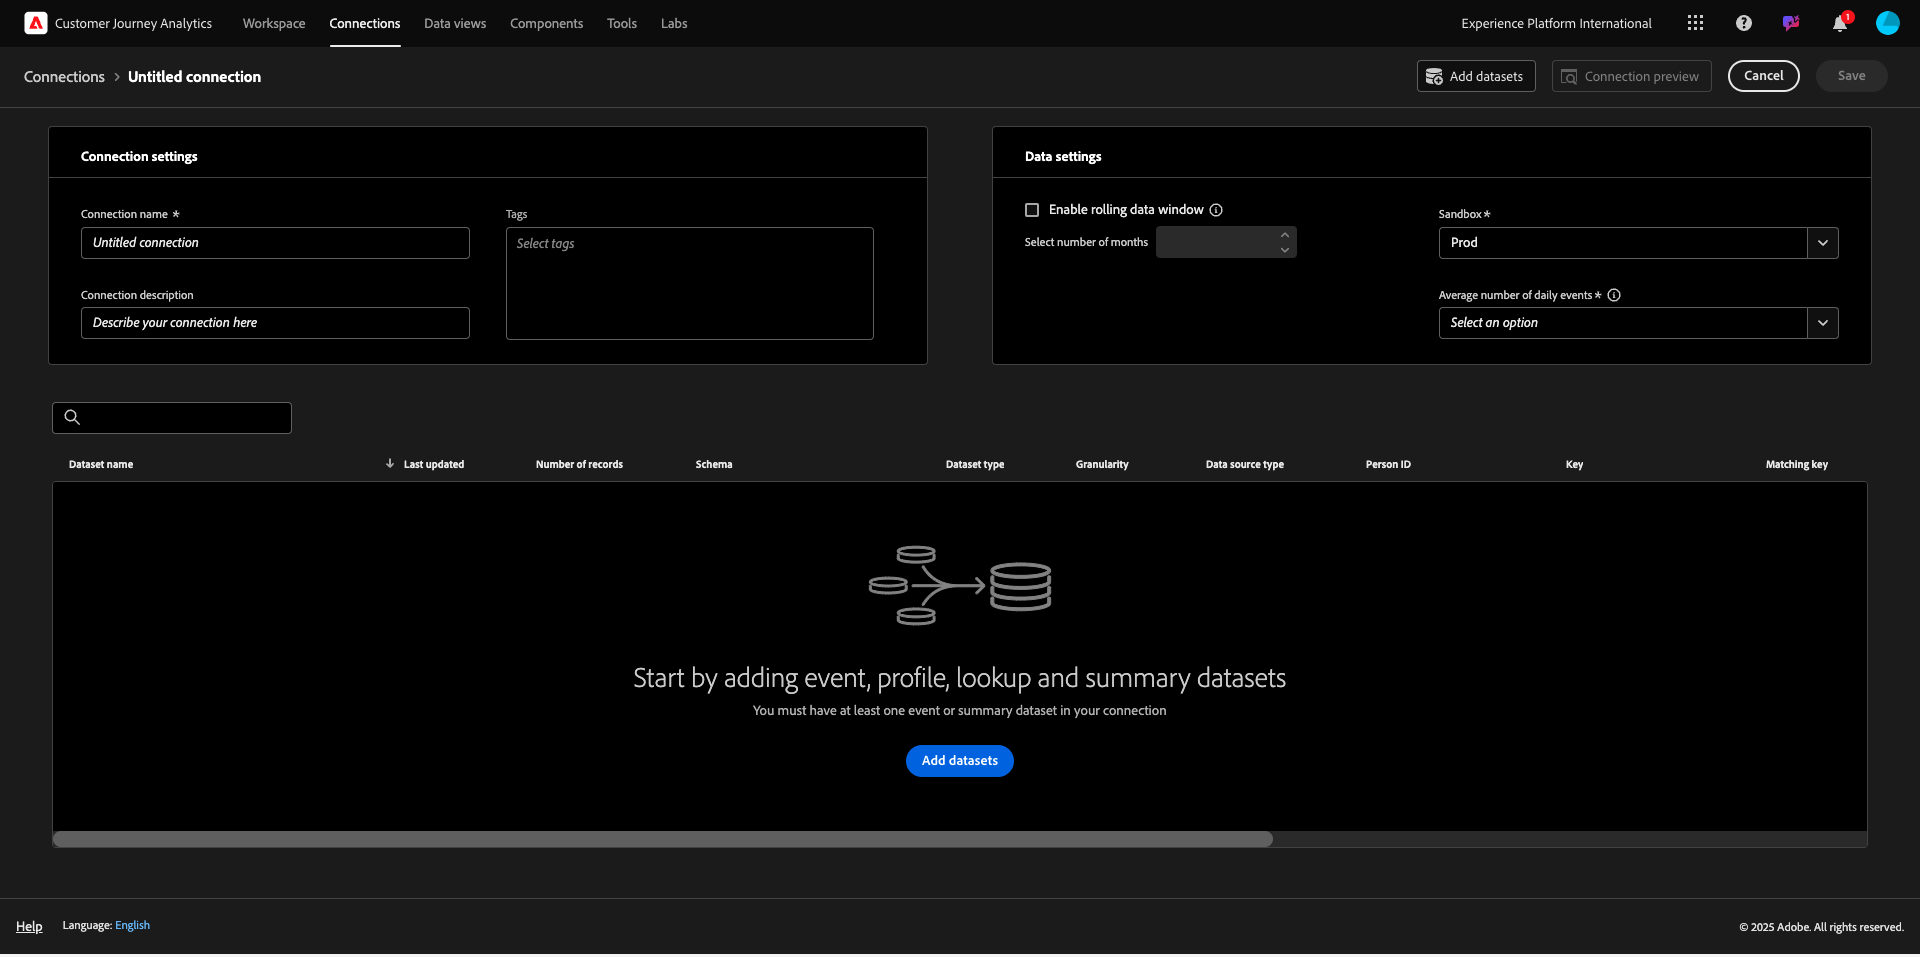 Customer Journey Analytics Workspace Connections Data views Components Tools Labs Experience Platform International 1
Connections > Untitled connection Add datasets Connection preview Cancel Save
Connection settings
Connection name *
Untitled connection
Tags
Select tags
Connection description
Describe your connection here
Data settings
Enable rolling data window
Select number of months
Sandbox *
Prod
Average number of daily events *
Select an option
Dataset name Last updated Number of records Schema Dataset type Granularity Data source type Person ID Key Matching key
Start by adding event, profile, lookup and summary datasets
You must have at least one event or summary dataset in your connection
Add datasets
Help Language: English © 2025 Adobe. All rights reserved.